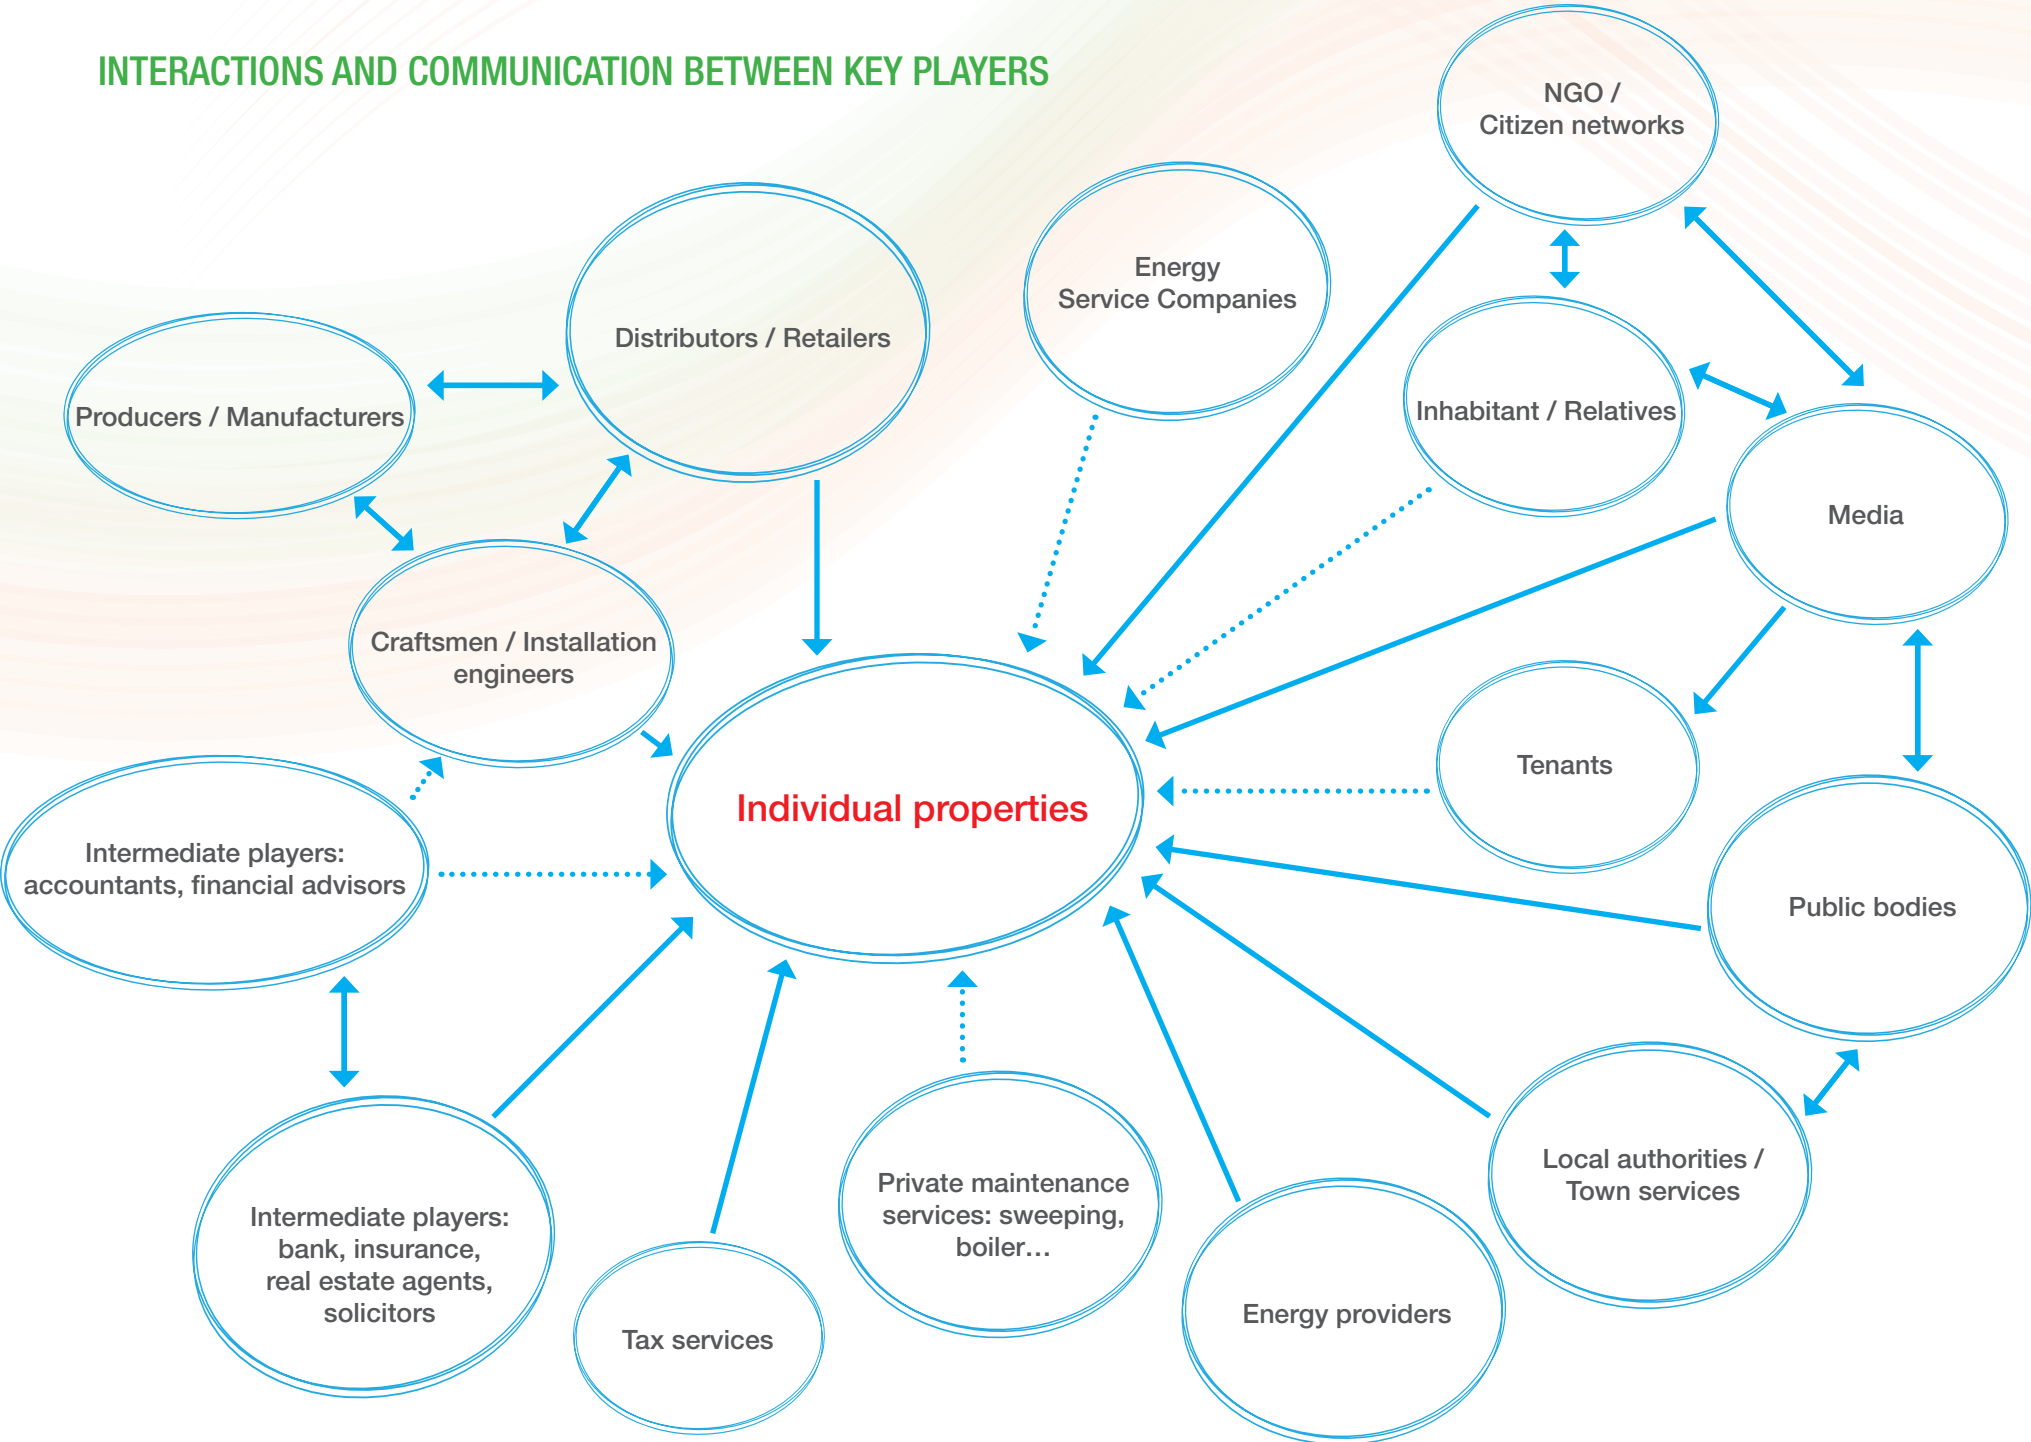 INTERACTIONS AND COMMUNICATION BETWEEN KEY PLAYERS
NGO /
Citizen networks
Energy
Service Companies
Distributors / Retailers
Producers / Manufacturers
Inhabitant / Relatives
Media
Craftsmen / Installation
engineers
Tenants
Individual properties
Intermediate players:
accountants, financial advisors
Public bodies
Local authorities /
Town services
Private maintenance
services: sweeping,
boiler…
Intermediate players:
bank, insurance,
real estate agents,
solicitors
Energy providers
Tax services